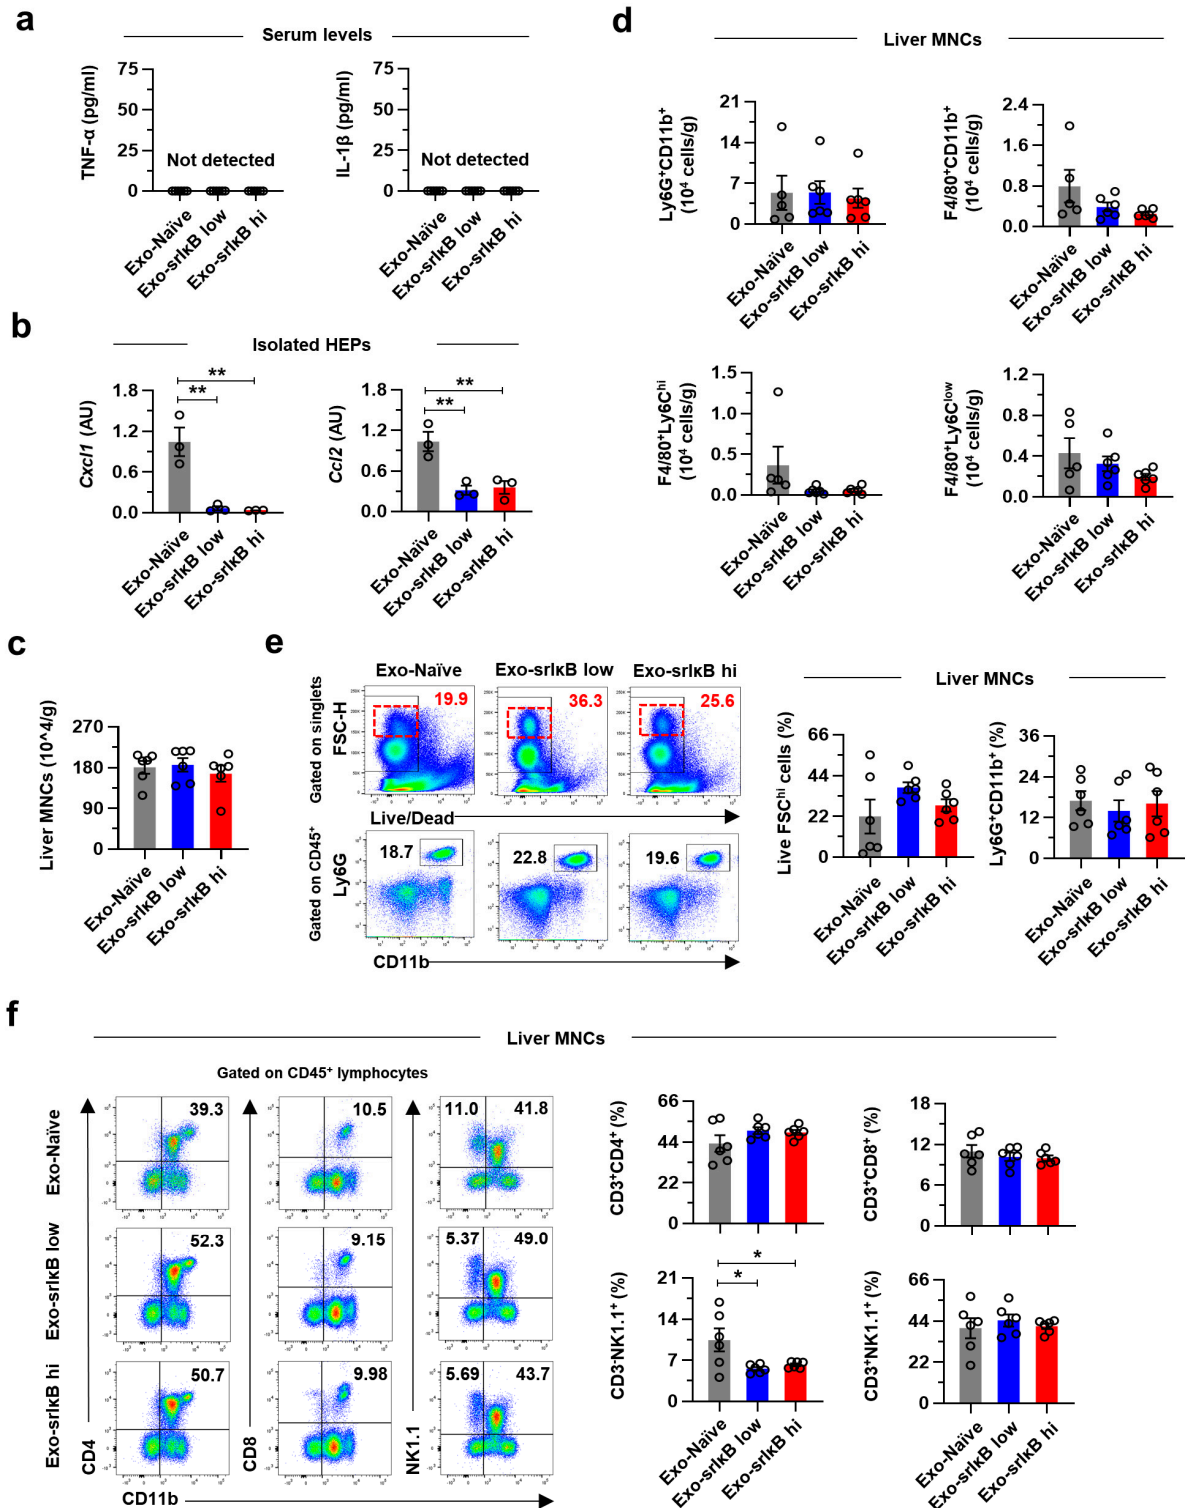 a
Serum levels
TNF-α (pg/ml)
75
50
25
0
Not detected
Exo-Naïve
Exo-srIκB low
Exo-srIκB hi
IL-1β (pg/ml)
75
50
25
0
Not detected
Exo-Naïve
Exo-srIκB low
Exo-srIκB hi
b
Isolated HEPs
Cxcl1 (AU)
1.8
1.2
0.6
0.0
**
**
Exo-Naïve
Exo-srIκB low
Exo-srIκB hi
Ccl2 (AU)
1.8
1.2
0.6
0.0
**
**
Exo-Naïve
Exo-srIκB low
Exo-srIκB hi
c
Liver MNCs (10^4/g)
270
180
90
0
Exo-Naïve
Exo-srIκB low
Exo-srIκB hi
d
Liver MNCs
Ly6G⁺CD11b⁺
(10⁴ cells/g)
21
14
7
0
Exo-Naïve
Exo-srIκB low
Exo-srIκB hi
F4/80⁺CD11b⁺
(10⁴ cells/g)
2.4
1.6
0.8
0.0
Exo-Naïve
Exo-srIκB low
Exo-srIκB hi
F4/80⁺Ly6C^hi
(10⁴ cells/g)
1.5
1.0
0.5
0.0
Exo-Naïve
Exo-srIκB low
Exo-srIκB hi
F4/80⁺Ly6C^low
(10⁴ cells/g)
1.2
0.8
0.4
0.0
Exo-Naïve
Exo-srIκB low
Exo-srIκB hi
e
Exo-Naïve
Exo-srIκB low
Exo-srIκB hi
Gated on singlets
FSC-H
19.9
36.3
25.6
Live/Dead
Gated on CD45⁺
Ly6G
18.7
22.8
19.6
CD11b
Liver MNCs
Live FSC^hi cells (%)
66
44
22
0
Exo-Naïve
Exo-srIκB low
Exo-srIκB hi
Ly6G⁺CD11b⁺ (%)
36
24
12
0
Exo-Naïve
Exo-srIκB low
Exo-srIκB hi
f
Liver MNCs
Gated on CD45⁺ lymphocytes
Exo-Naïve
39.3
10.5
11.0
41.8
Exo-srIκB low
52.3
9.15
5.37
49.0
Exo-srIκB hi
50.7
9.98
5.69
43.7
CD4
CD8
NK1.1
CD11b
CD3⁺CD4⁺ (%)
66
44
22
0
CD3⁺CD8⁺ (%)
18
12
6
0
CD3⁻NK1.1⁺ (%)
21
14
7
0
*
*
Exo-Naïve
Exo-srIκB low
Exo-srIκB hi
CD3⁺NK1.1⁺ (%)
66
44
22
0
Exo-Naïve
Exo-srIκB low
Exo-srIκB hi